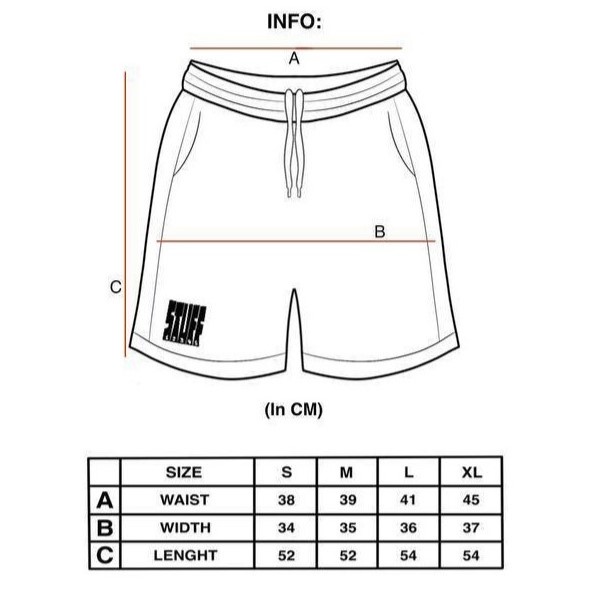 INFO:
A
B
C
STUFF
(In CM)
SIZE S M L XL
A WAIST 38 39 41 45
B WIDTH 34 35 36 37
C LENGHT 52 52 54 54